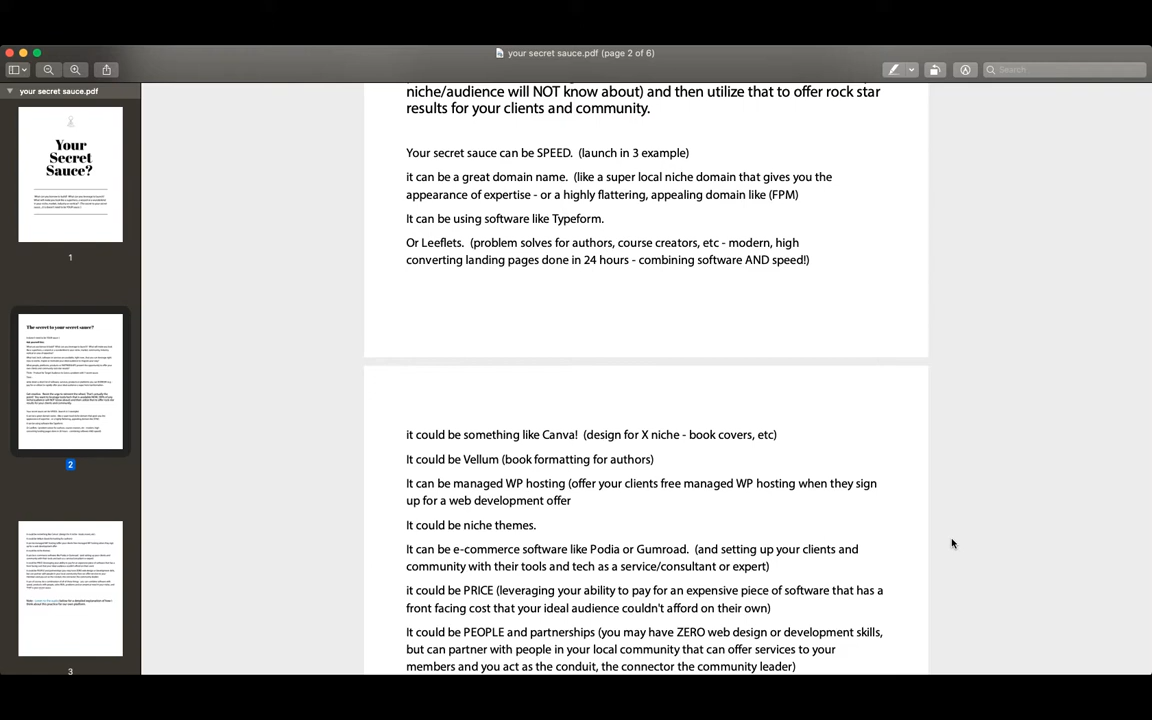 your secret sauce.pdf (page 2 of 6)
Search
your secret sauce.pdf
Your
Secret
Sauce?
1
The secret to your secret sauce?
2
3
niche/audience will NOT know about) and then utilize that to offer rock star
results for your clients and community.
Your secret sauce can be SPEED. (launch in 3 example)
it can be a great domain name. (like a super local niche domain that gives you the
appearance of expertise - or a highly flattering, appealing domain like (FPM)
It can be using software like Typeform.
Or Leeflets. (problem solves for authors, course creators, etc - modern, high
converting landing pages done in 24 hours - combining software AND speed!)
it could be something like Canva! (design for X niche - book covers, etc)
It could be Vellum (book formatting for authors)
It can be managed WP hosting (offer your clients free managed WP hosting when they sign
up for a web development offer
It could be niche themes.
It can be e-commerce software like Podia or Gumroad. (and setting up your clients and
community with their tools and tech as a service/consultant or expert)
it could be PRICE (leveraging your ability to pay for an expensive piece of software that has a
front facing cost that your ideal audience couldn't afford on their own)
It could be PEOPLE and partnerships (you may have ZERO web design or development skills,
but can partner with people in your local community that can offer services to your
members and you act as the conduit, the connector the community leader)